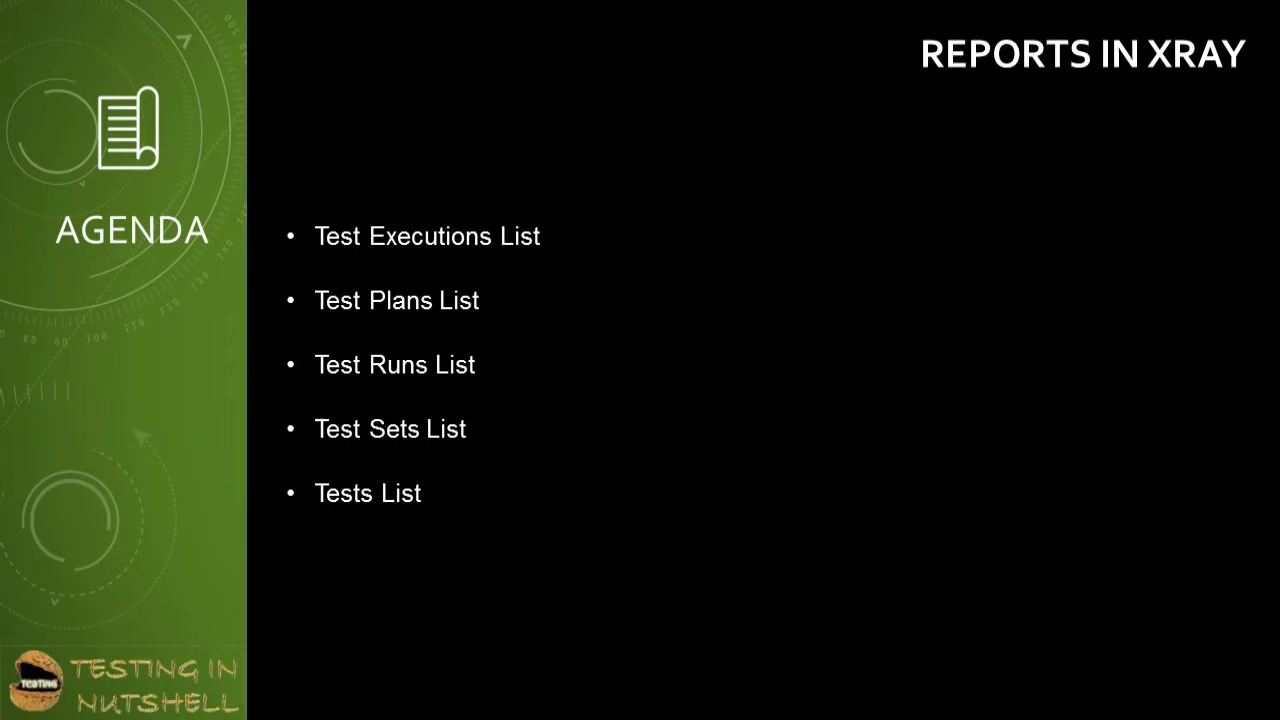 REPORTS IN XRAY
AGENDA
• Test Executions List
• Test Plans List
• Test Runs List
• Test Sets List
• Tests List
TESTING
TESTING IN
NUTSHELL